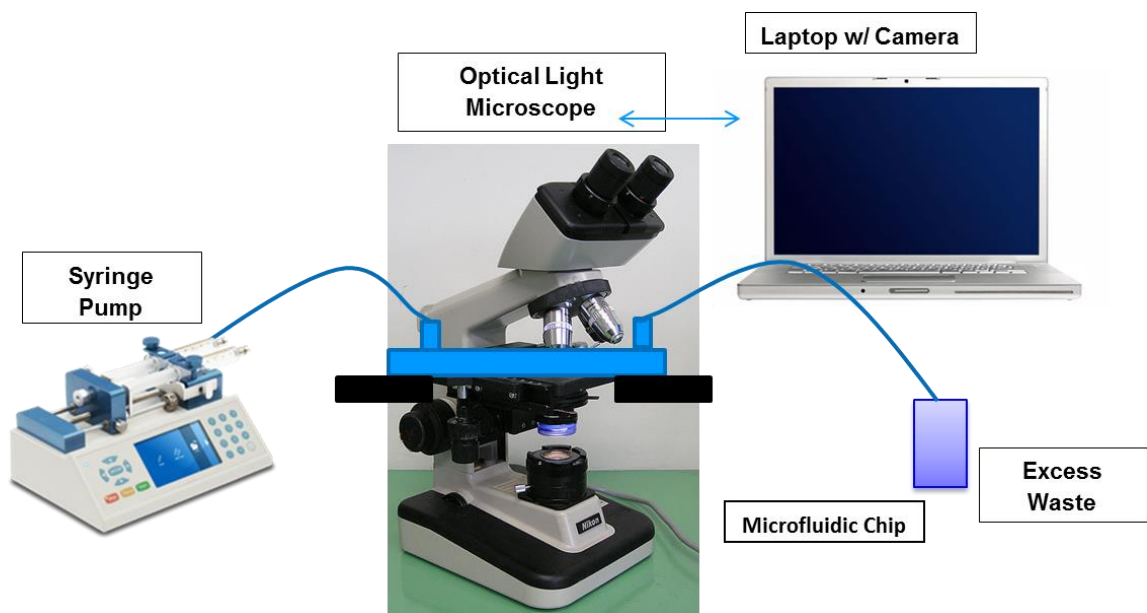 Laptop w/ Camera
Optical Light
Microscope
Syringe
Pump
Nikon
Microfluidic Chip
Excess
Waste